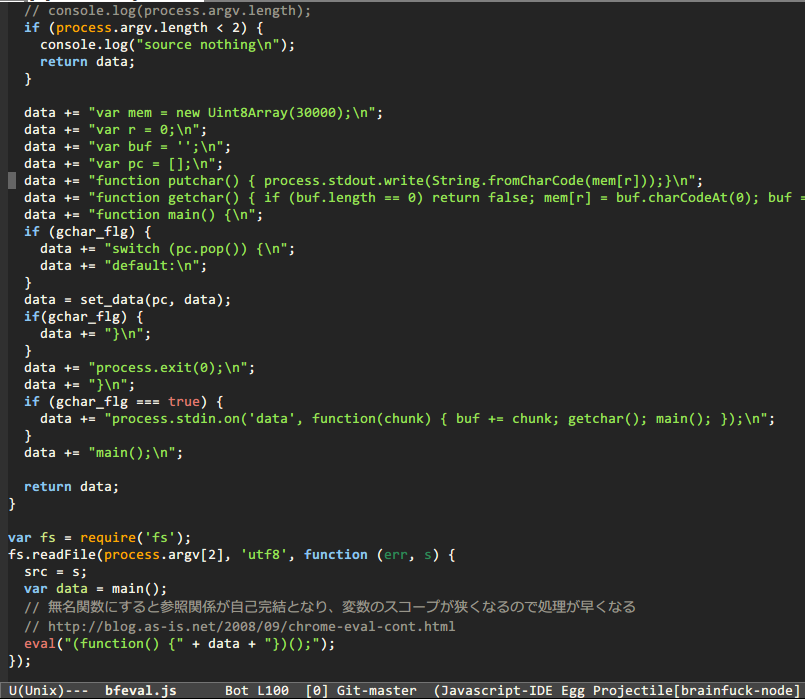 // console.log(process.argv.length);
if (process.argv.length < 2) {
console.log("source nothing\n");
return data;
}
data += "var mem = new Uint8Array(30000);\n";
data += "var r = 0;\n";
data += "var buf = '';\n";
data += "var pc = [];\n";
data += "function putchar() { process.stdout.write(String.fromCharCode(mem[r]));}\n";
data += "function getchar() { if (buf.length == 0) return false; mem[r] = buf.charCodeAt(0); buf =
data += "function main() {\n";
if (gchar_flg) {
data += "switch (pc.pop()) {\n";
data += "default:\n";
}
data = set_data(pc, data);
if(gchar_flg) {
data += "}\n";
}
data += "process.exit(0);\n";
data += "}\n";
if (gchar_flg === true) {
data += "process.stdin.on('data', function(chunk) { buf += chunk; getchar(); main(); });\n";
}
data += "main();\n";
return data;
}
var fs = require('fs');
fs.readFile(process.argv[2], 'utf8', function (err, s) {
src = s;
var data = main();
// 無名関数にすると参照関係が自己完結となり、変数のスコープが狭くなるので処理が早くなる
// http://blog.as-is.net/2008/09/chrome-eval-cont.html
eval("(function() {" + data + "})();");
});
U(Unix)--- bfeval.js Bot L100 [0] Git-master (Javascript-IDE Egg Projectile[brainfuck-node]